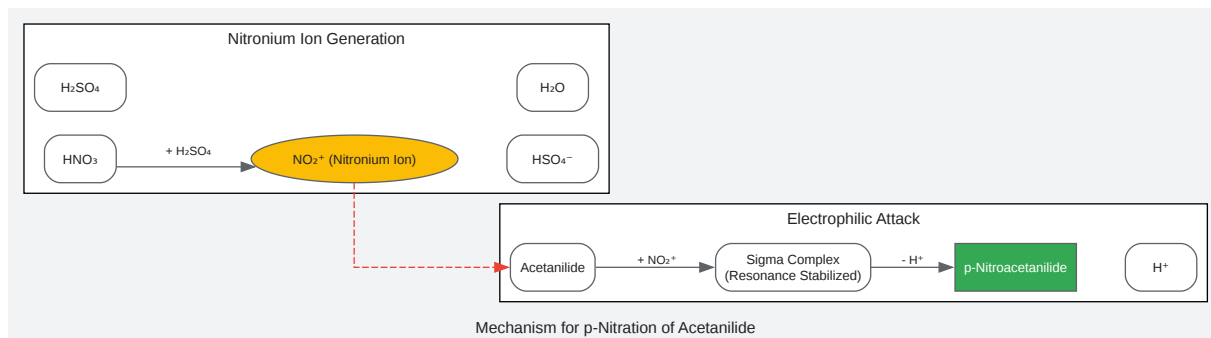 Nitronium Ion Generation
H₂SO₄
H₂O
HNO₃
+ H₂SO₄
NO₂⁺ (Nitronium Ion)
HSO₄⁻
Electrophilic Attack
Acetanilide
+ NO₂⁺
Sigma Complex
(Resonance Stabilized)
- H⁺
p-Nitroacetanilide
H⁺
Mechanism for p-Nitration of Acetanilide